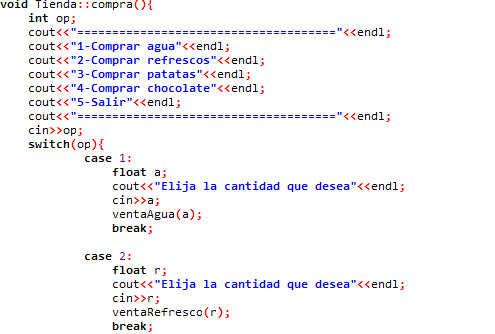 void Tienda::compra(){
int op;
cout<<"====================================="<<endl;
cout<<"1-Comprar agua"<<endl;
cout<<"2-Comprar refrescos"<<endl;
cout<<"3-Comprar patatas"<<endl;
cout<<"4-Comprar chocolate"<<endl;
cout<<"5-Salir"<<endl;
cout<<"====================================="<<endl;
cin>>op;
switch(op){
case 1:
float a;
cout<<"Elija la cantidad que desea"<<endl;
cin>>a;
ventaAgua(a);
break;
case 2:
float r;
cout<<"Elija la cantidad que desea"<<endl;
cin>>r;
ventaRefresco(r);
break;